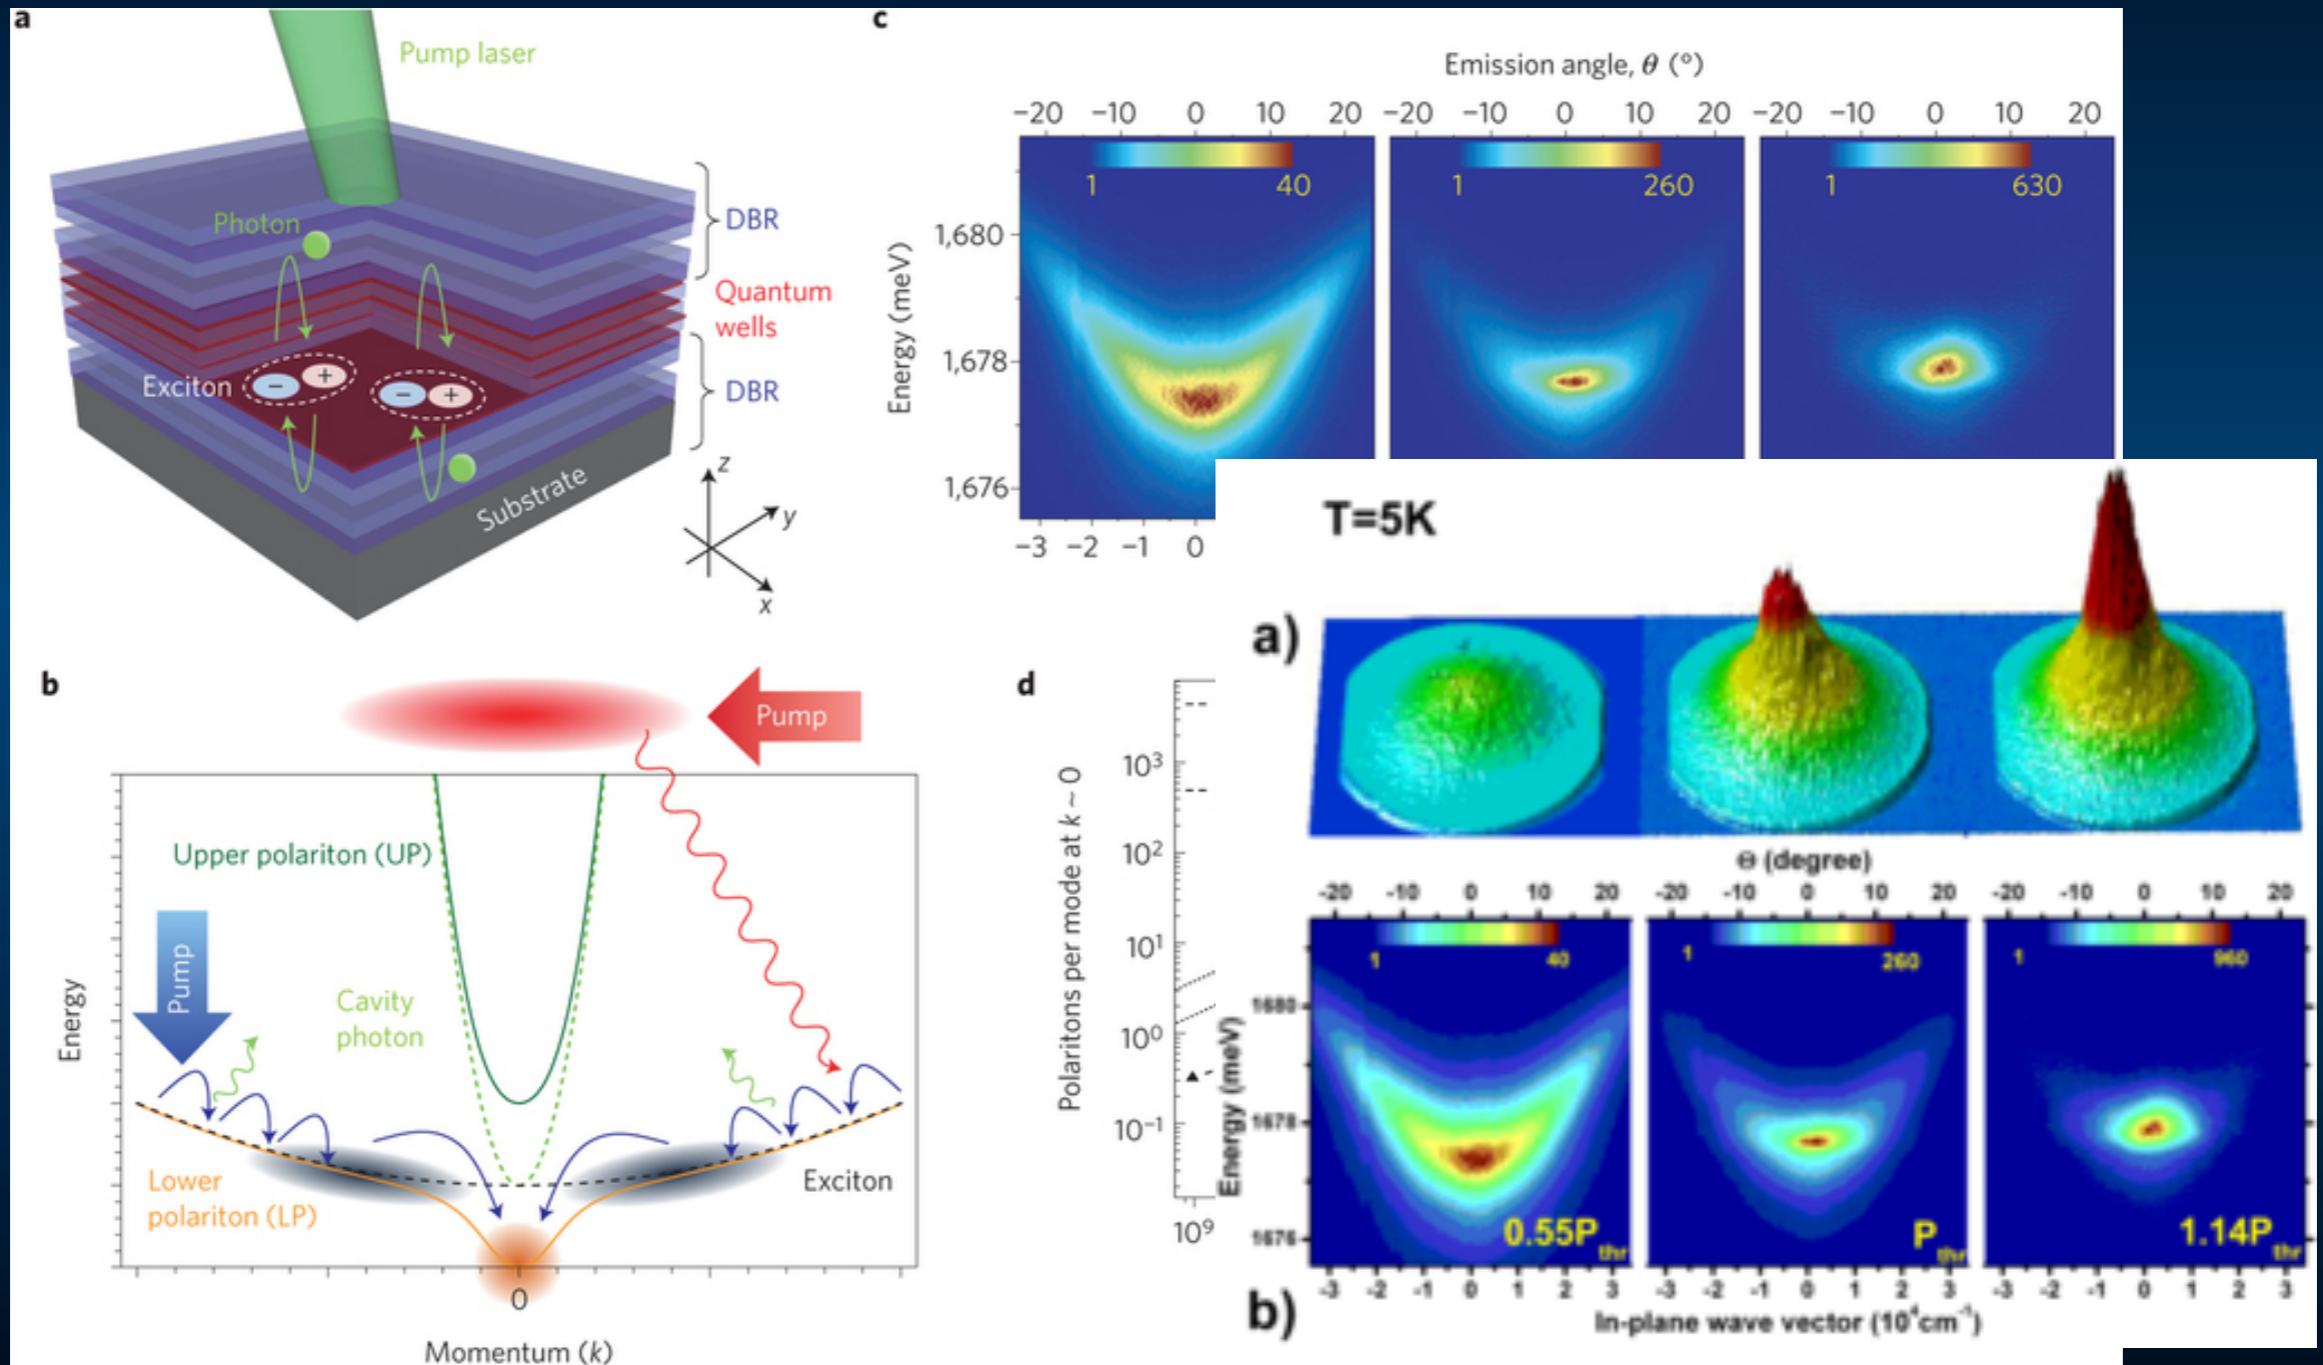 a
Pump laser
Photon
DBR
Quantum
wells
Exciton
− +
− +
DBR
Substrate
z
y
x
b
Pump
Upper polariton (UP)
Pump
Cavity
photon
Energy
Lower
polariton (LP)
Exciton
0
Momentum (k)
c
Emission angle, θ (°)
−20 −10 0 10 20 −20 −10 0 10 20 −20 −10 0 10 20
1 40 1 260 1 630
Energy (meV)
1,680
1,678
1,676
−3 −2 −1 0
d
Polaritons per mode at k ~ 0
10³
10²
10¹
10⁰
10⁻¹
10⁹
T=5K
a)
Θ (degree)
-20 -10 0 10 20 -20 -10 0 10 20 -20 -10 0 10 20
1 40 1 260 1 960
Energy (meV)
1680
1678
1676
0.55Pthr Pthr 1.14Pthr
-3 -2 -1 0 1 2 3 -3 -2 -1 0 1 2 3 -3 -2 -1 0 1 2 3
b)
In-plane wave vector (10⁴cm⁻¹)